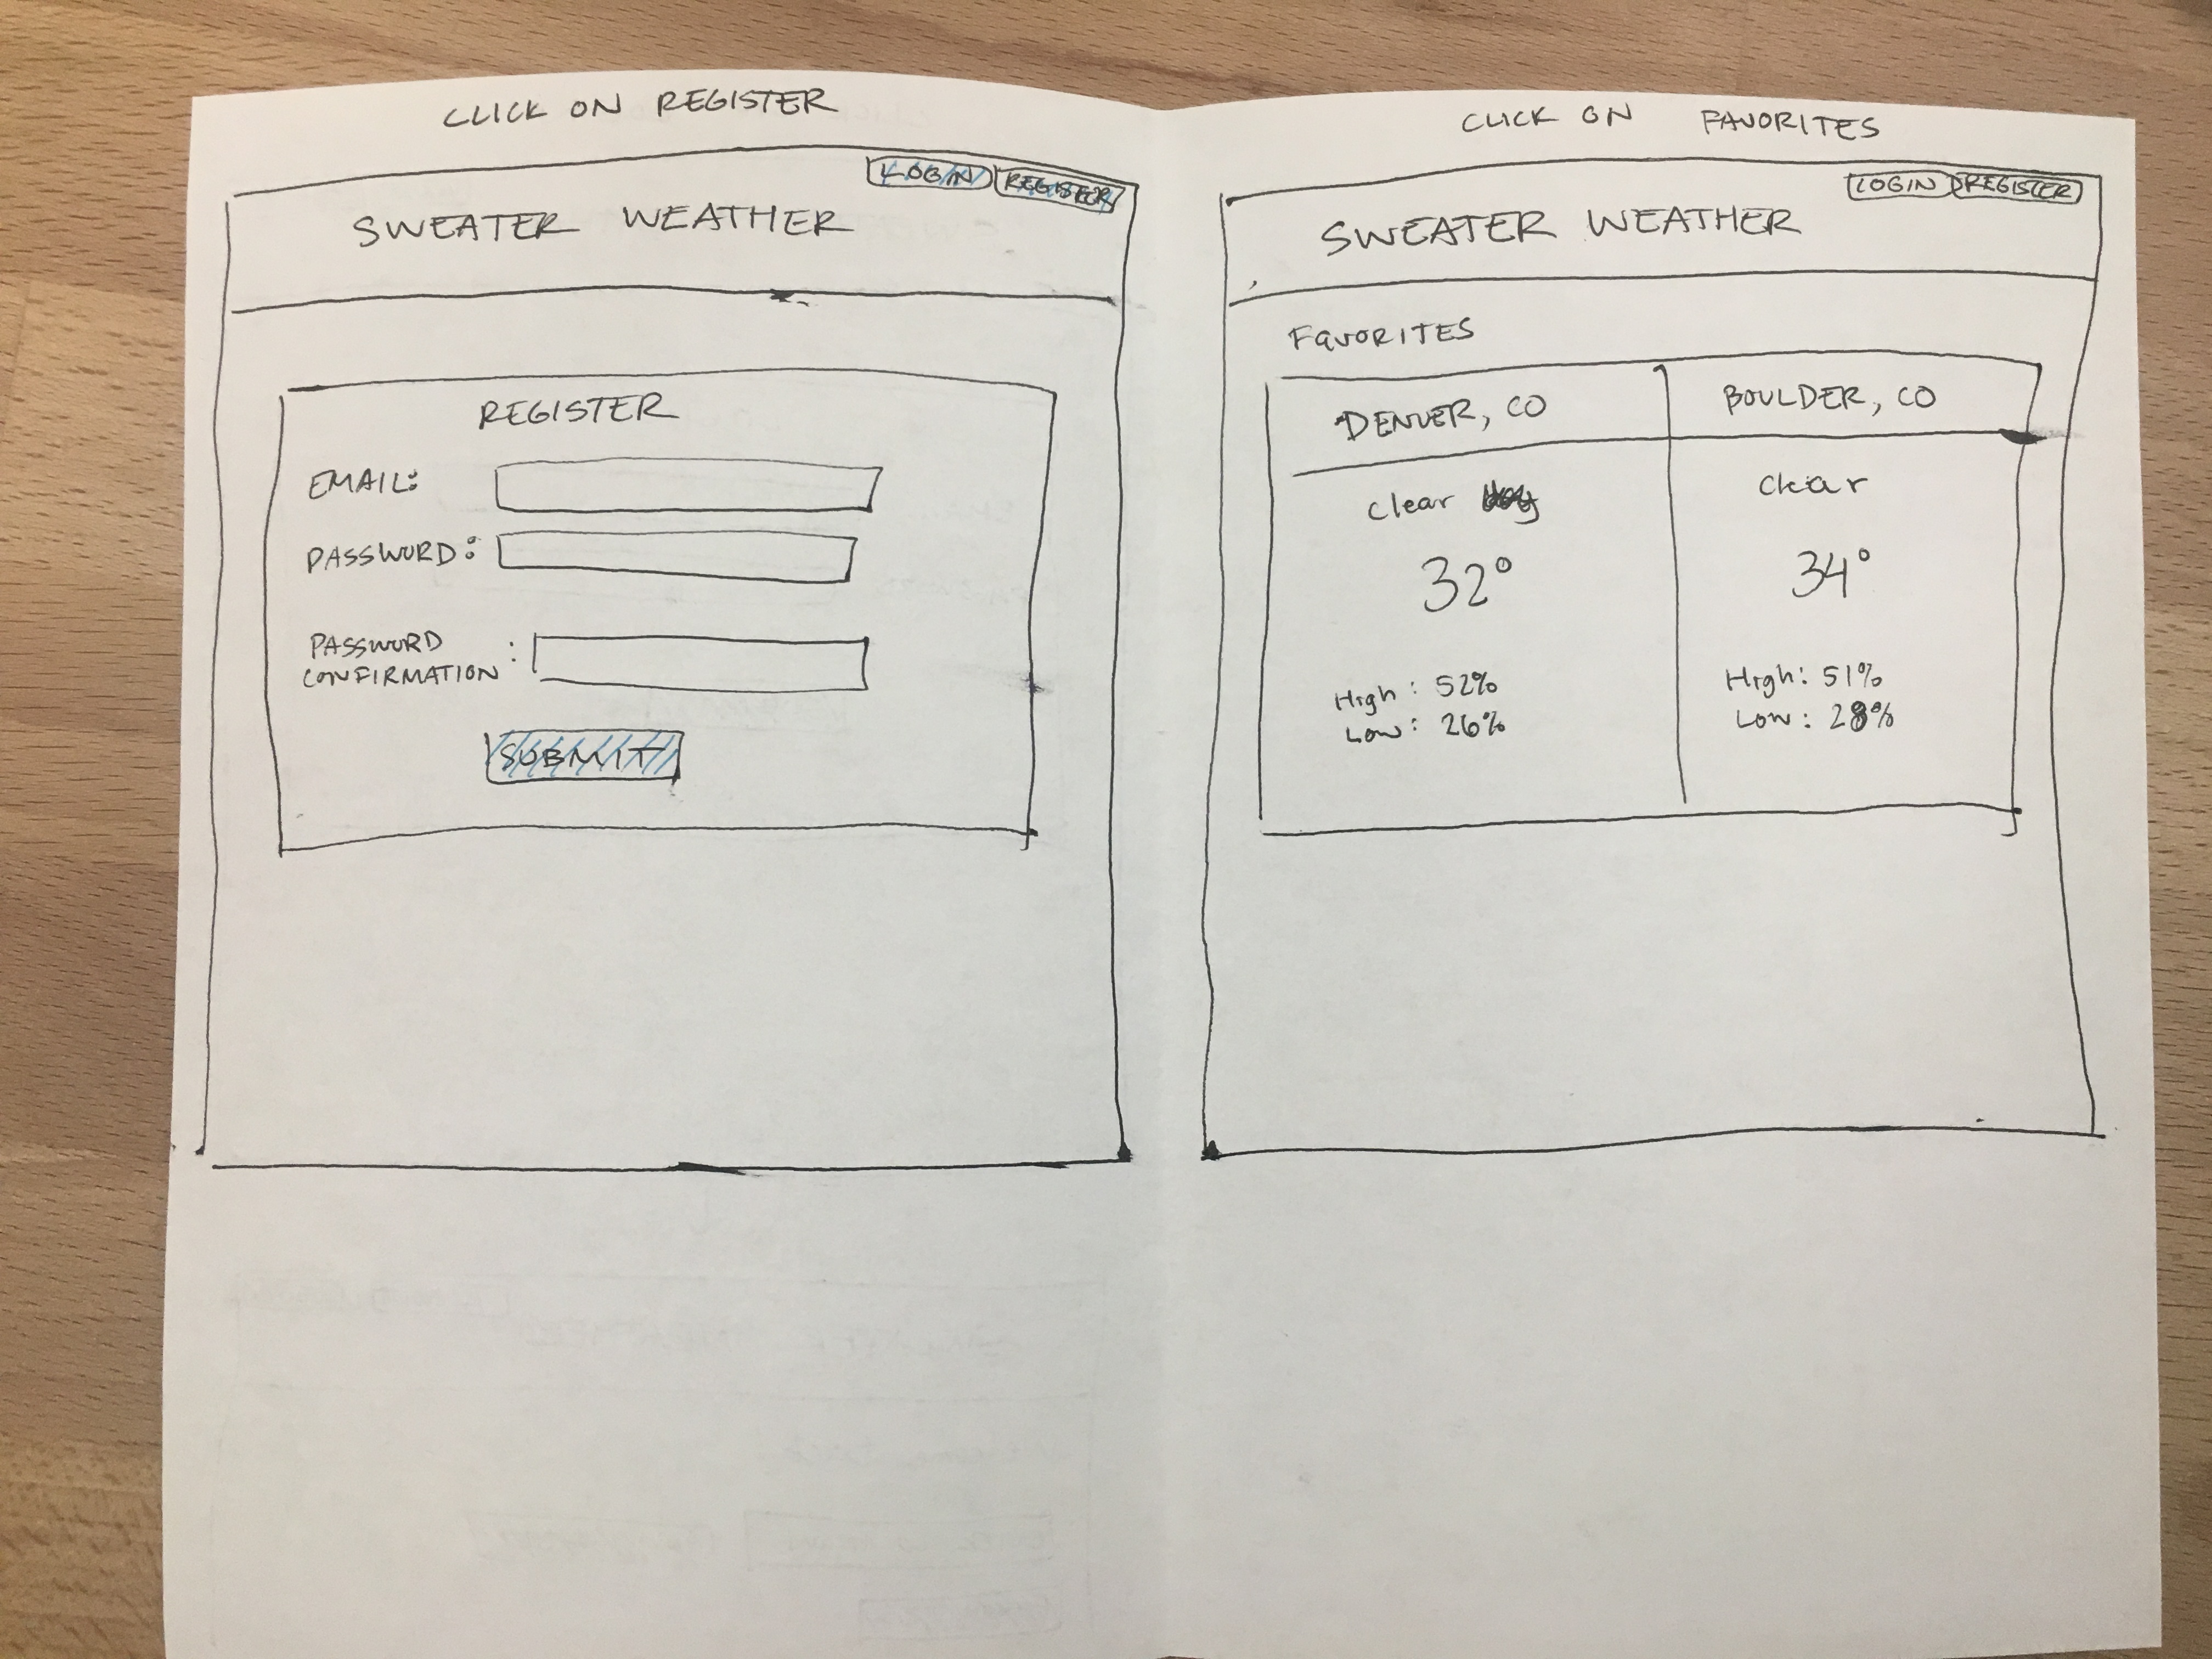 CLICK ON REGISTER
LOGIN REGISTER
SWEATER WEATHER
REGISTER
EMAIL:
PASSWORD:
PASSWORD
CONFIRMATION :
SUBMIT
CLICK ON FAVORITES
LOGIN REGISTER
SWEATER WEATHER
FAVORITES
DENVER, CO
clear
32°
High: 52%
Low: 26%
BOULDER, CO
clear
34°
High: 51%
Low: 28%